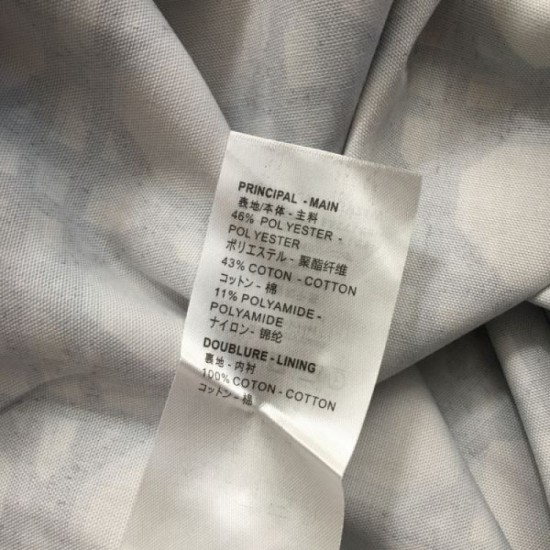 PRINCIPAL - MAIN
表地/本体 - 主料
46% POLYESTER -
POLYESTER
ポリエステル - 聚酯纤维
43% COTON - COTTON
コットン - 棉
11% POLYAMIDE -
POLYAMIDE
ナイロン - 锦纶
DOUBLURE - LINING
裏地 - 内衬
100% COTON - COTTON
コットン - 棉